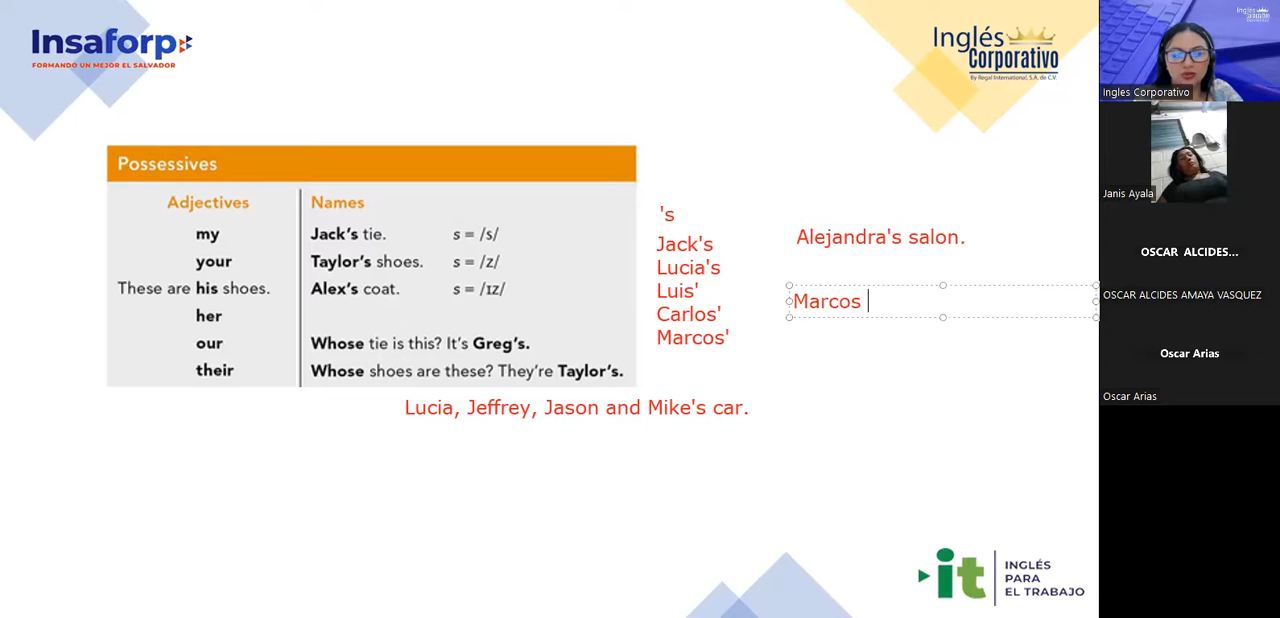 Insaforp
FORMANDO UN MEJOR EL SALVADOR
Inglés
Corporativo
By Regal International, S.A. de C.V.
Possessives
Adjectives
my
your
These are his shoes.
her
our
their
Names
Jack's tie. s = /s/
Taylor's shoes. s = /z/
Alex's coat. s = /ɪz/
Whose tie is this? It's Greg's.
Whose shoes are these? They're Taylor's.
's
Jack's
Lucia's
Luis'
Carlos'
Marcos'
Alejandra's salon.
Marcos
Lucia, Jeffrey, Jason and Mike's car.
it
INGLÉS
PARA
EL TRABAJO
Ingles Corporativo
Janis Ayala
OSCAR ALCIDES...
OSCAR ALCIDES AMAYA VASQUEZ
Oscar Arias
Oscar Arias